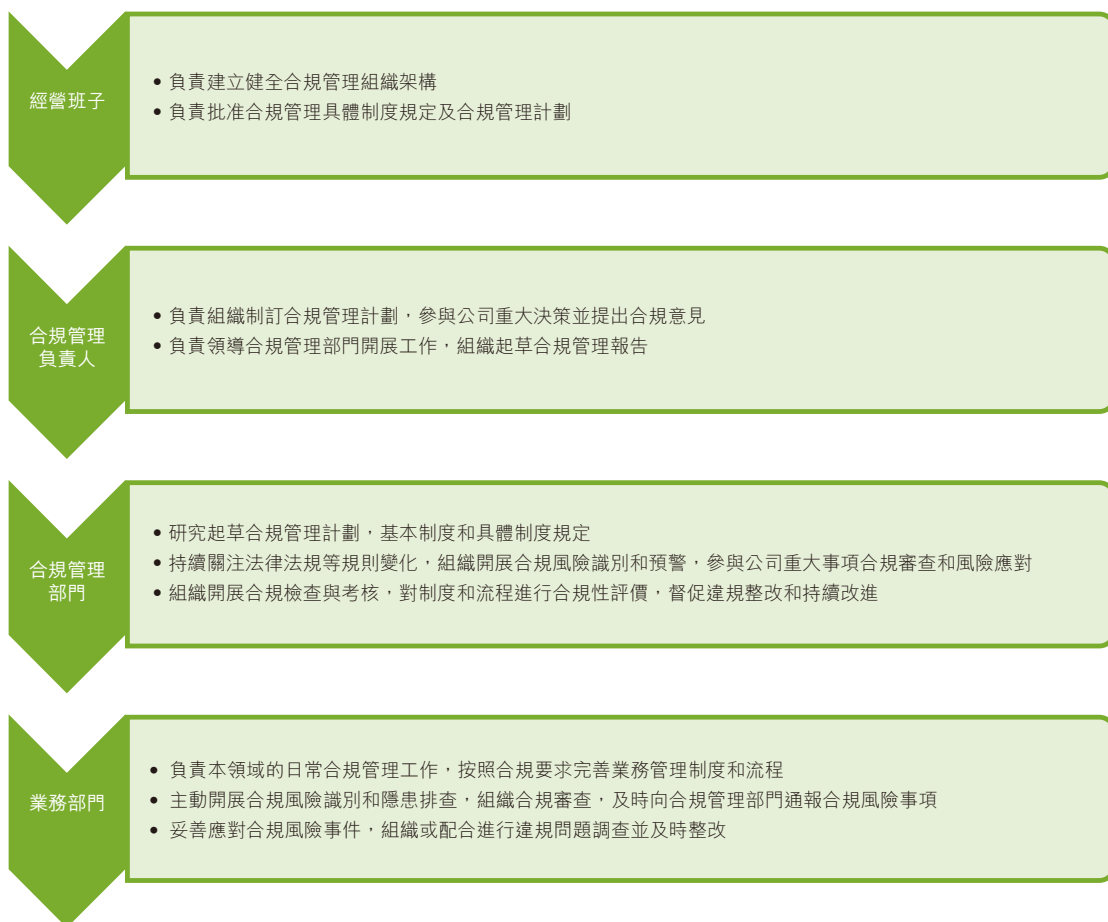 經營班子
• 負責建立健全合規管理組織架構
• 負責批准合規管理具體制度規定及合規管理計劃
合規管理
負責人
• 負責組織制訂合規管理計劃，參與公司重大決策並提出合規意見
• 負責領導合規管理部門開展工作，組織起草合規管理報告
合規管理
部門
• 研究起草合規管理計劃，基本制度和具體制度規定
• 持續關注法律法規等規則變化，組織開展合規風險識別和預警，參與公司重大事項合規審查和風險應對
• 組織開展合規檢查與考核，對制度和流程進行合規性評價，督促違規整改和持續改進
業務部門
• 負責本領域的日常合規管理工作，按照合規要求完善業務管理制度和流程
• 主動開展合規風險識別和隱患排查，組織合規審查，及時向合規管理部門通報合規風險事項
• 妥善應對合規風險事件，組織或配合進行違規問題調查並及時整改